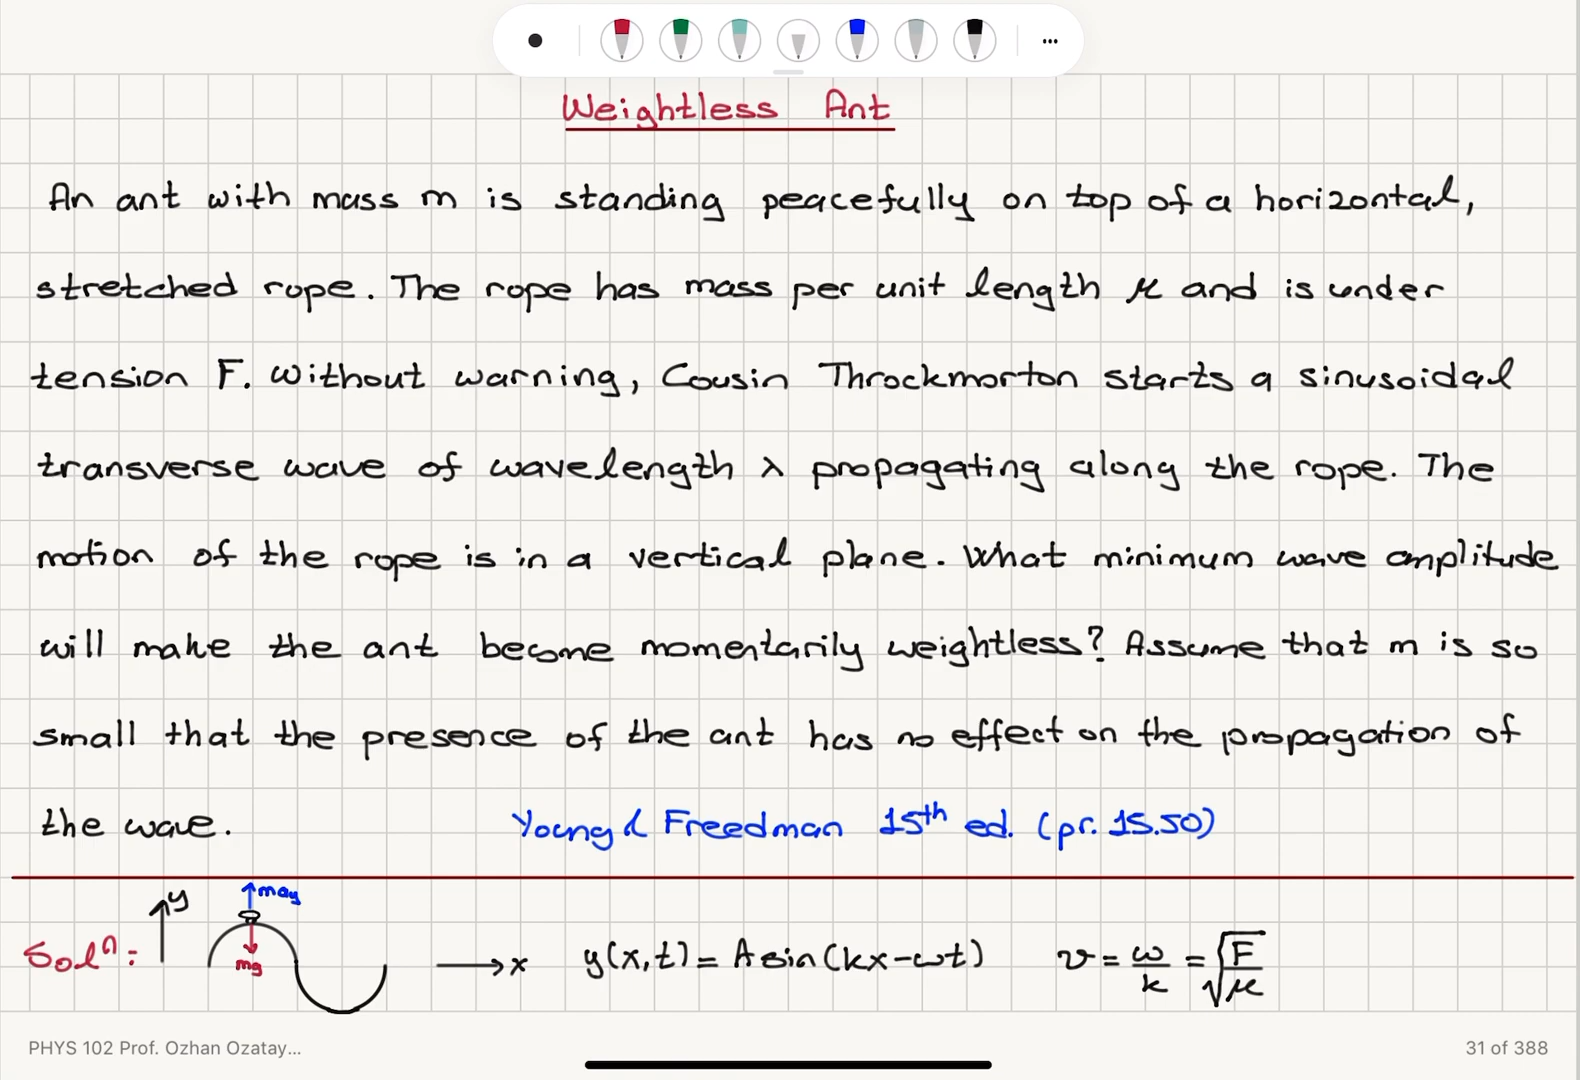 Weightless Ant
An ant with mass m is standing peacefully on top of a horizontal,
stretched rope. The rope has mass per unit length μ and is under
tension F. Without warning, Cousin Throckmorton starts a sinusoidal
transverse wave of wavelength λ propagating along the rope. The
motion of the rope is in a vertical plane. What minimum wave amplitude
will make the ant become momentarily weightless? Assume that m is so
small that the presence of the ant has no effect on the propagation of
the wave. Young & Freedman 15th ed. (pr. 15.50)
Solⁿ: y may mg → x y(x,t) = A sin(kx-ωt) v = ω/k = √(F/μ)
PHYS 102 Prof. Ozhan Ozatay... 31 of 388